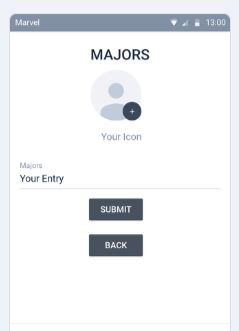 Marvel 13:00
MAJORS
+
Your Icon
Majors
Your Entry
SUBMIT
BACK